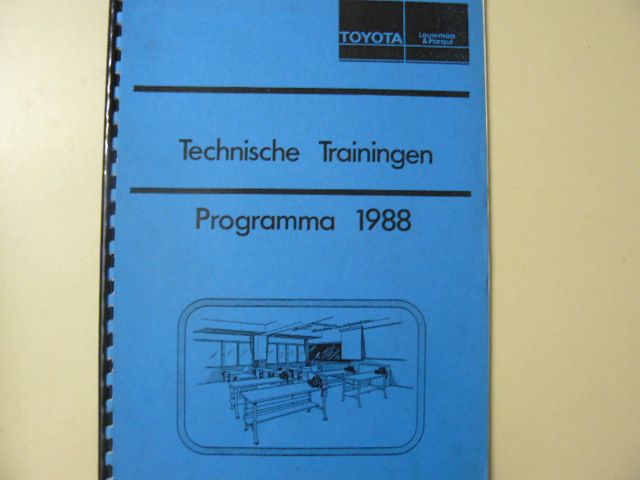 TOYOTA
Louwman
& Parqui
Technische Trainingen
Programma 1988